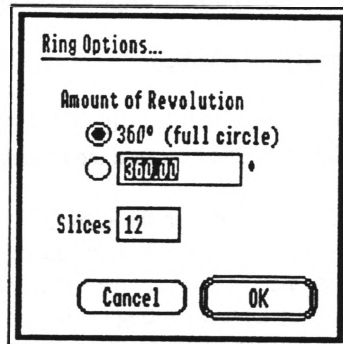 Ring Options...
Amount of Revolution
360° (full circle)
360.00 °
Slices 12
Cancel OK